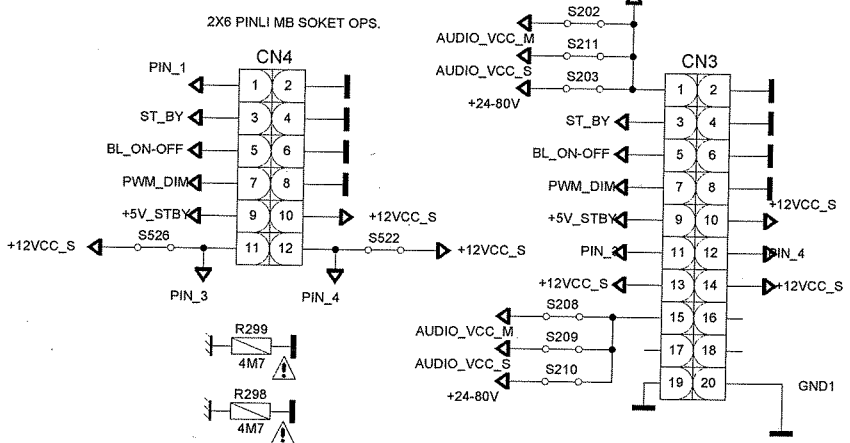 2X6 PINLI MB SOKET OPS.
CN4
PIN_1
1 2
ST_BY
3 4
BL_ON-OFF
5 6
PWM_DIM
7 8
+5V_STBY
9 10
+12VCC_S
+12VCC_S
S526
11 12
S522
+12VCC_S
PIN_3
PIN_4
R299
4M7
R298
4M7
S202
AUDIO_VCC_M
S211
AUDIO_VCC_S
S203
+24-80V
CN3
1 2
ST_BY
3 4
BL_ON-OFF
5 6
PWM_DIM
7 8
+12VCC_S
+5V_STBY
9 10
11 12
+12VCC_S
13 14
+12VCC_S
S208
15 16
AUDIO_VCC_M
S209
17 18
AUDIO_VCC_S
S210
19 20
+24-80V
GND1